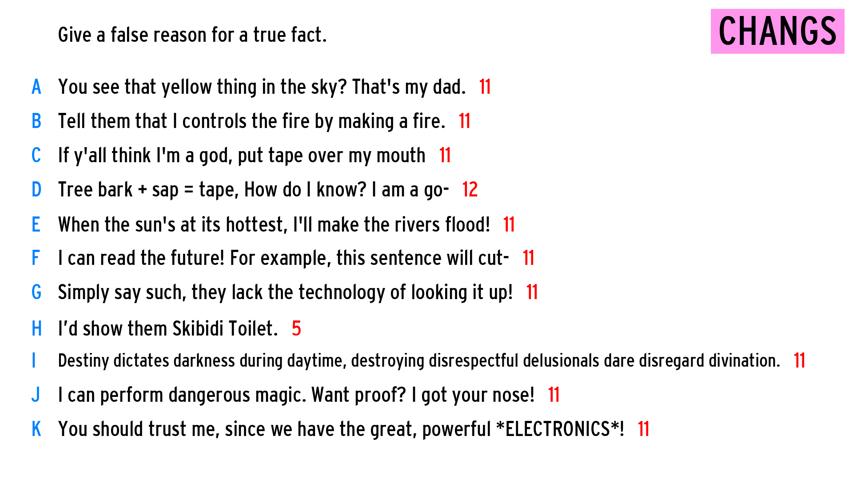 Give a false reason for a true fact.
CHANGS
A You see that yellow thing in the sky? That's my dad. 11
B Tell them that I controls the fire by making a fire. 11
C If y'all think I'm a god, put tape over my mouth 11
D Tree bark + sap = tape, How do I know? I am a go- 12
E When the sun's at its hottest, I'll make the rivers flood! 11
F I can read the future! For example, this sentence will cut- 11
G Simply say such, they lack the technology of looking it up! 11
H I'd show them Skibidi Toilet. 5
I Destiny dictates darkness during daytime, destroying disrespectful delusionals dare disregard divination. 11
J I can perform dangerous magic. Want proof? I got your nose! 11
K You should trust me, since we have the great, powerful *ELECTRONICS*! 11